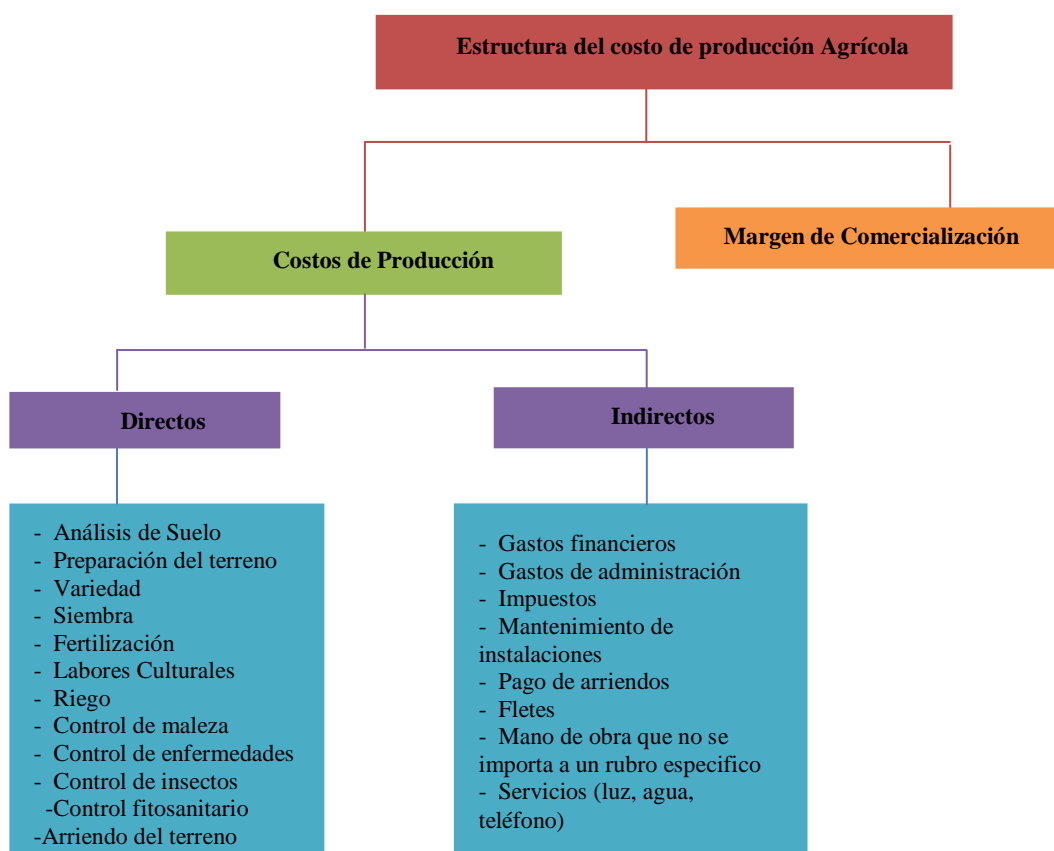 Estructura del costo de producción Agrícola
Margen de Comercialización
Costos de Producción
Directos
Indirectos
- Análisis de Suelo
- Preparación del terreno
- Variedad
- Siembra
- Fertilización
- Labores Culturales
- Riego
- Control de maleza
- Control de enfermedades
- Control de insectos
-Control fitosanitario
-Arriendo del terreno
- Gastos financieros
- Gastos de administración
- Impuestos
- Mantenimiento de
instalaciones
- Pago de arriendos
- Fletes
- Mano de obra que no se
importa a un rubro especifico
- Servicios (luz, agua,
teléfono)